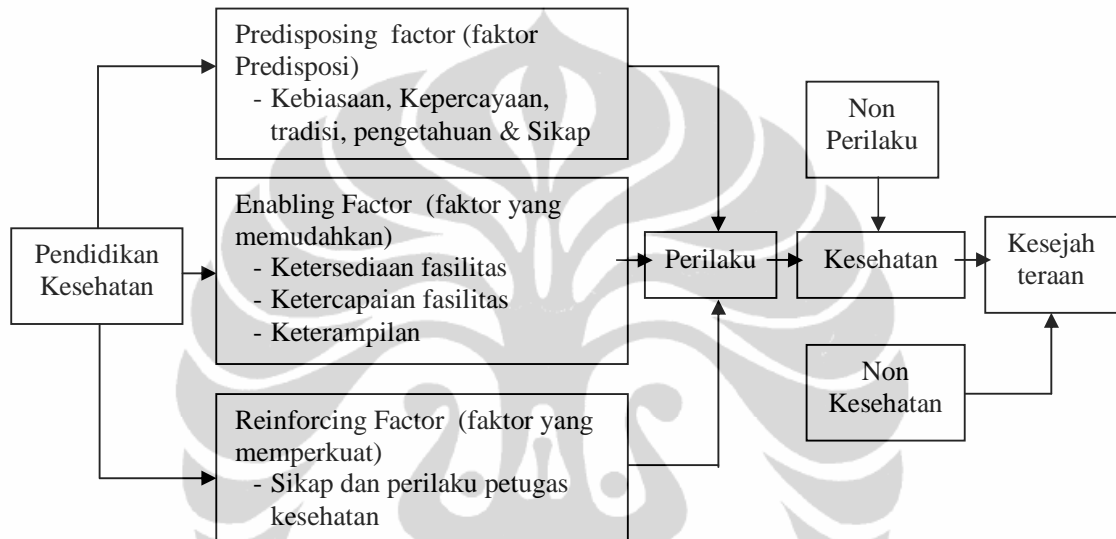 Predisposing factor (faktor
Predisposi)
- Kebiasaan, Kepercayaan,
tradisi, pengetahuan & Sikap
Non
Perilaku
Enabling Factor (faktor yang
memudahkan)
- Ketersediaan fasilitas
- Ketercapaian fasilitas
- Keterampilan
Pendidikan
Kesehatan
Perilaku
Kesehatan
Kesejah
teraan
Non
Kesehatan
Reinforcing Factor (faktor yang
memperkuat)
- Sikap dan perilaku petugas
kesehatan